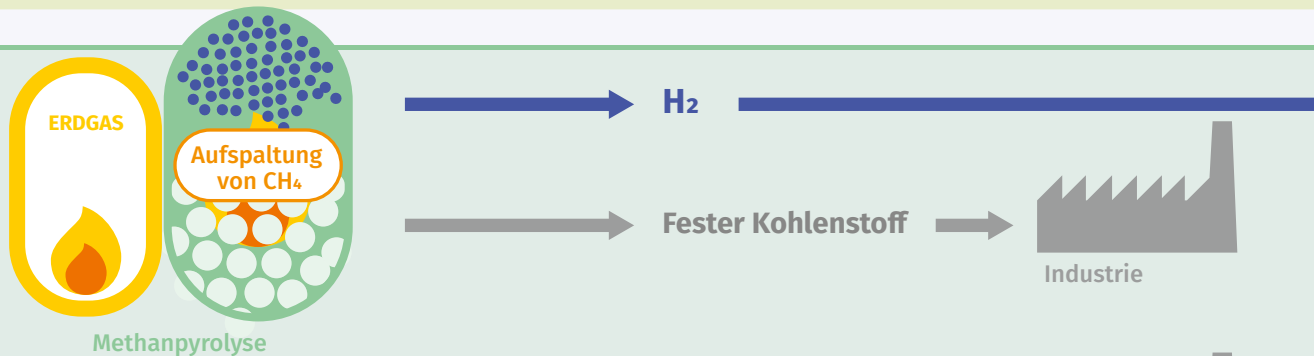 ERDGAS
Aufspaltung
von CH₄
H₂
Fester Kohlenstoff
Industrie
Methanpyrolyse